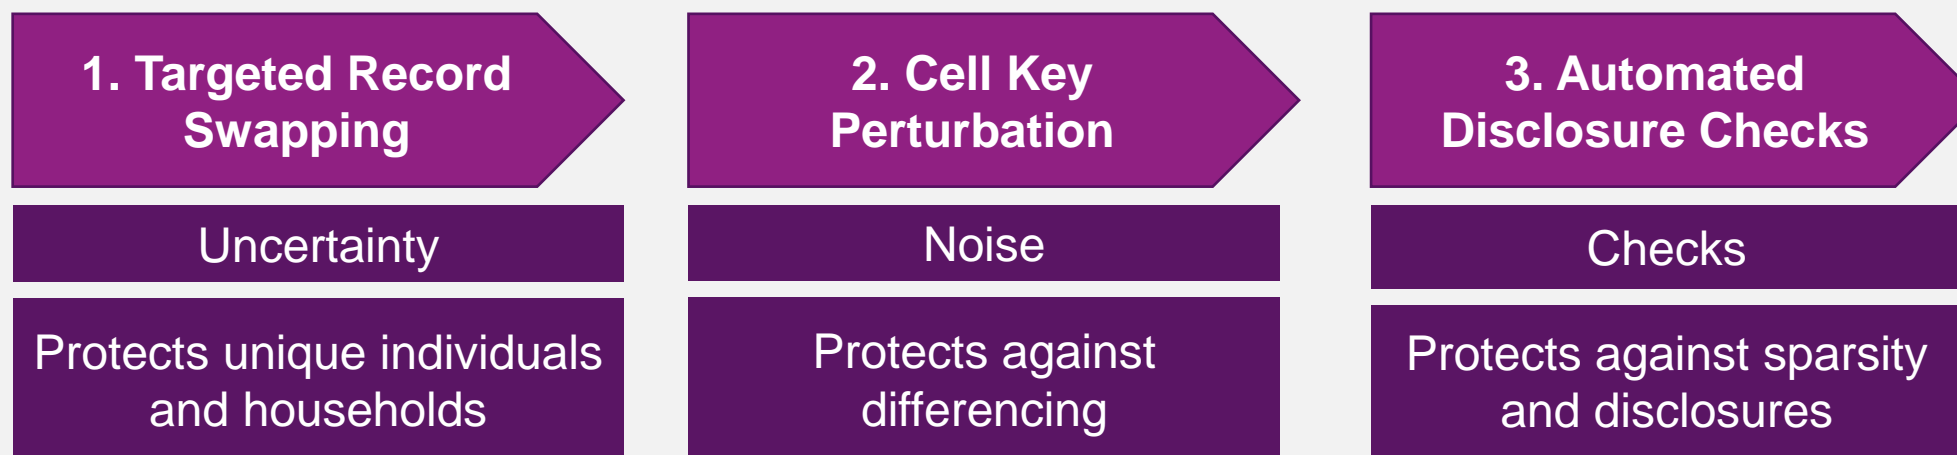 1. Targeted Record
Swapping
Uncertainty
Protects unique individuals
and households
2. Cell Key
Perturbation
Noise
Protects against
differencing
3. Automated
Disclosure Checks
Checks
Protects against sparsity
and disclosures